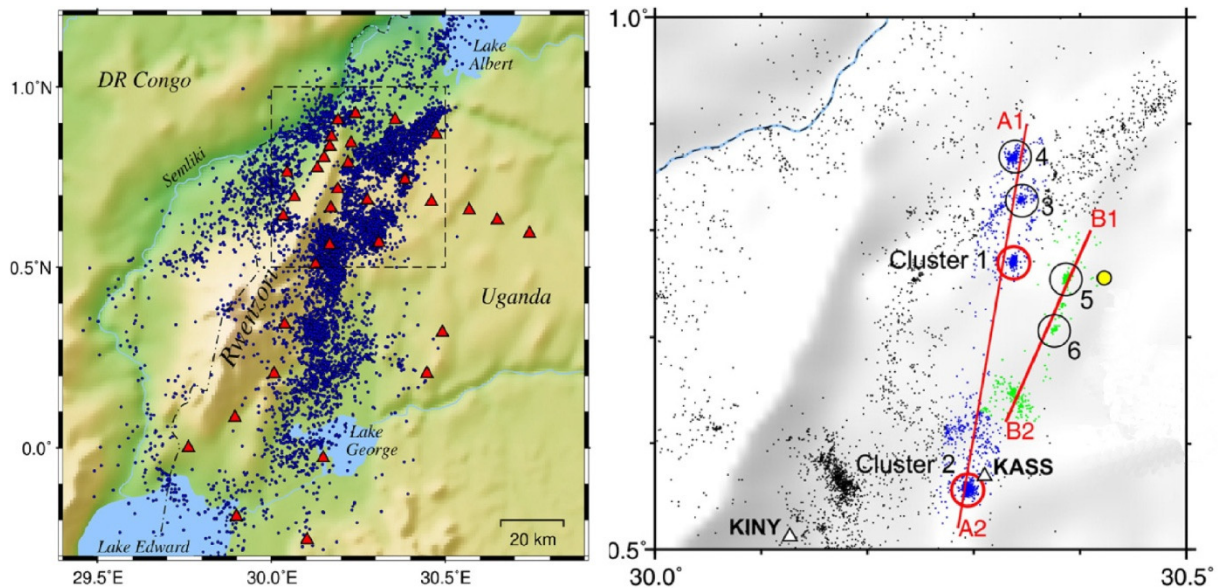 DR Congo
Lake
Albert
1.0°N
Semliki
0.5°N
Rwenzori
Uganda
0.0°
Lake
George
Lake Edward
20 km
29.5°E
30.0°E
30.5°E
1.0°
A1
4
3
B1
Cluster 1
5
6
B2
Cluster 2
KASS
KINY
A2
0.5°
30.0°
30.5°